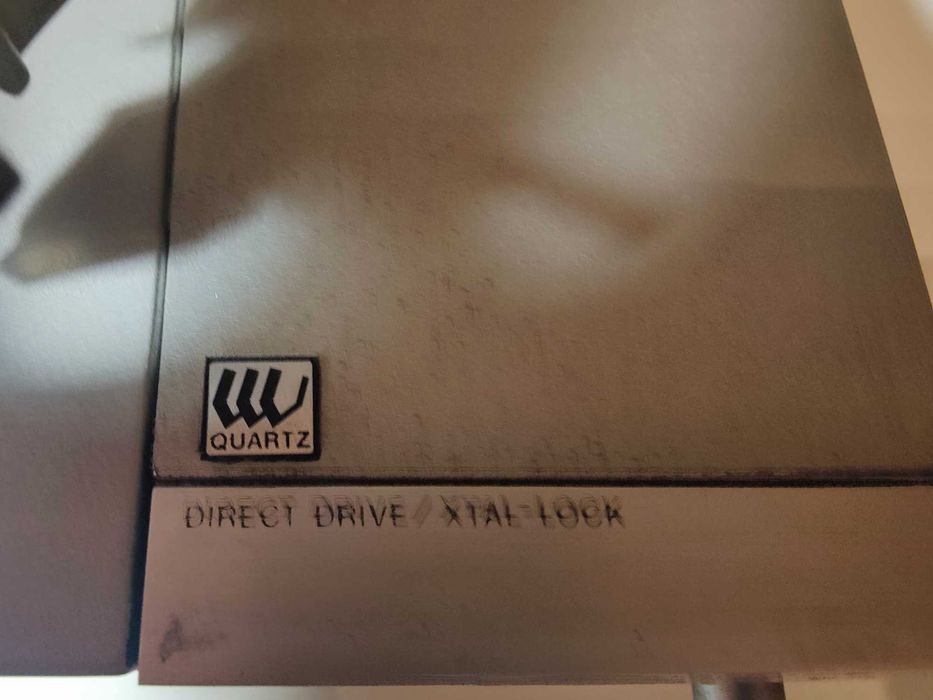 QUARTZ
DIRECT DRIVE / XTAL-LOCK